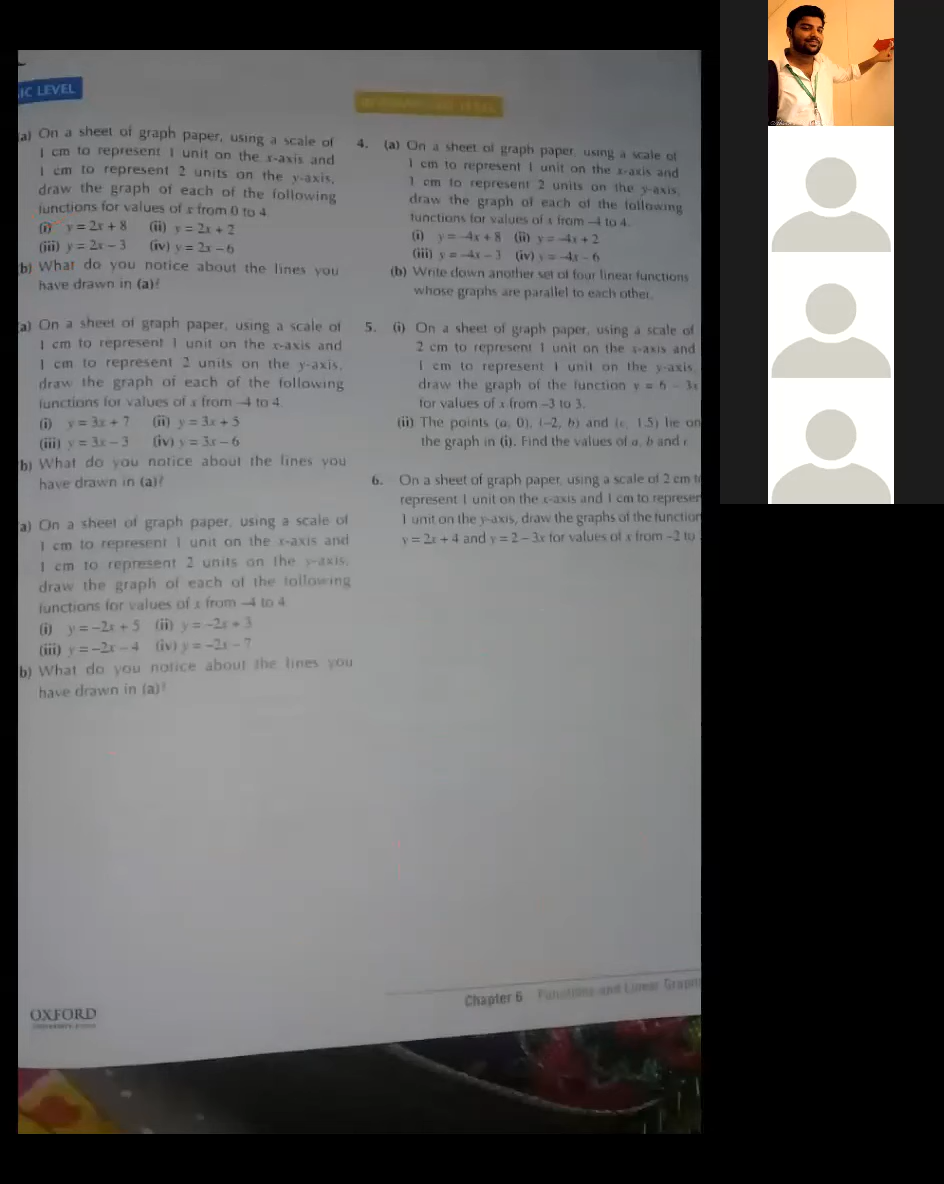 IC LEVEL
a) On a sheet of graph paper, using a scale of
1 cm to represent 1 unit on the x-axis and
1 cm to represent 2 units on the y-axis,
draw the graph of each of the following
functions for values of x from 0 to 4.
(i) y = 2x + 8 (ii) y = 2x + 2
(iii) y = 2x – 3 (iv) y = 2x – 6
b) What do you notice about the lines you
have drawn in (a)?
a) On a sheet of graph paper, using a scale of
1 cm to represent 1 unit on the x-axis and
1 cm to represent 2 units on the y-axis,
draw the graph of each of the following
functions for values of x from –4 to 4.
(i) y = 3x + 7 (ii) y = 3x + 5
(iii) y = 3x – 3 (iv) y = 3x – 6
b) What do you notice about the lines you
have drawn in (a)?
a) On a sheet of graph paper, using a scale of
1 cm to represent 1 unit on the x-axis and
1 cm to represent 2 units on the y-axis,
draw the graph of each of the following
functions for values of x from –4 to 4.
(i) y = –2x + 5 (ii) y = –2x + 3
(iii) y = –2x – 4 (iv) y = –2x – 7
b) What do you notice about the lines you
have drawn in (a)?
LEVEL
4. (a) On a sheet of graph paper, using a scale of
1 cm to represent 1 unit on the x-axis and
1 cm to represent 2 units on the y-axis,
draw the graph of each of the following
functions for values of x from –4 to 4.
(i) y = –4x + 8 (ii) y = –4x + 2
(iii) y = –4x – 3 (iv) y = –4x – 6
(b) Write down another set of four linear functions
whose graphs are parallel to each other.
5. (i) On a sheet of graph paper, using a scale of
2 cm to represent 1 unit on the x-axis and
1 cm to represent 1 unit on the y-axis,
draw the graph of the function y = 6 – 3x
for values of x from –3 to 3.
(ii) The points (a, 0), (–2, b) and (c, 1.5) lie on
the graph in (i). Find the values of a, b and c.
6. On a sheet of graph paper, using a scale of 2 cm to
represent 1 unit on the x-axis and 1 cm to represen
1 unit on the y-axis, draw the graphs of the function
y = 2x + 4 and y = 2 – 3x for values of x from –2 to
OXFORD
UNIVERSITY PRESS
Chapter 6 Functions and Linear Graph